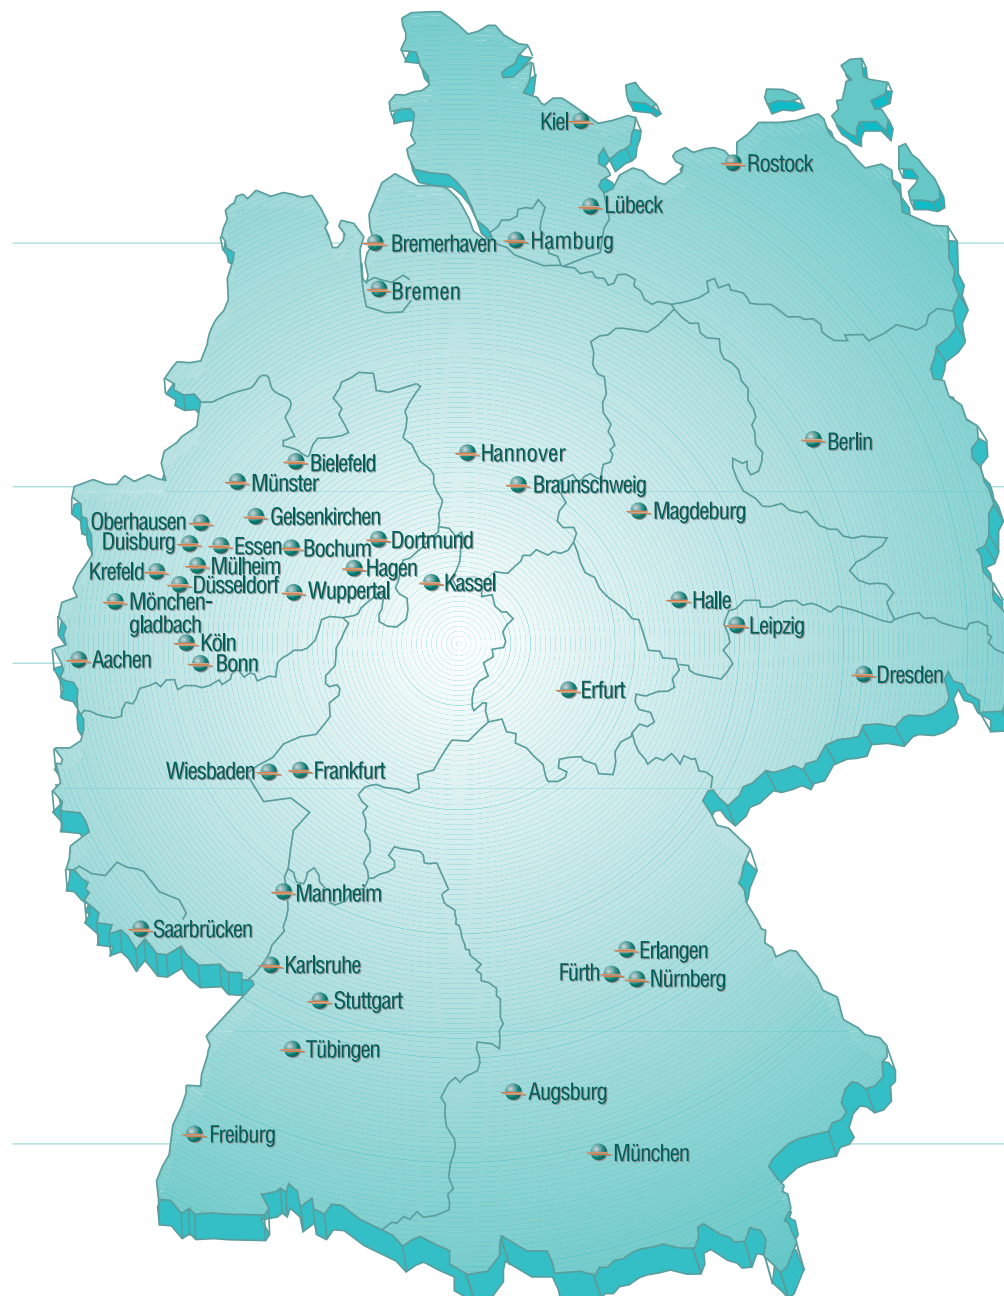 Kiel
Rostock
Lübeck
Bremerhaven
Hamburg
Bremen
Berlin
Hannover
Bielefeld
Münster
Braunschweig
Magdeburg
Gelsenkirchen
Oberhausen
Duisburg
Essen
Bochum
Dortmund
Krefeld
Mülheim
Hagen
Düsseldorf
Wuppertal
Kassel
Mönchen-
gladbach
Halle
Leipzig
Köln
Aachen
Bonn
Dresden
Erfurt
Wiesbaden
Frankfurt
Mannheim
Saarbrücken
Erlangen
Karlsruhe
Fürth
Nürnberg
Stuttgart
Tübingen
Augsburg
Freiburg
München